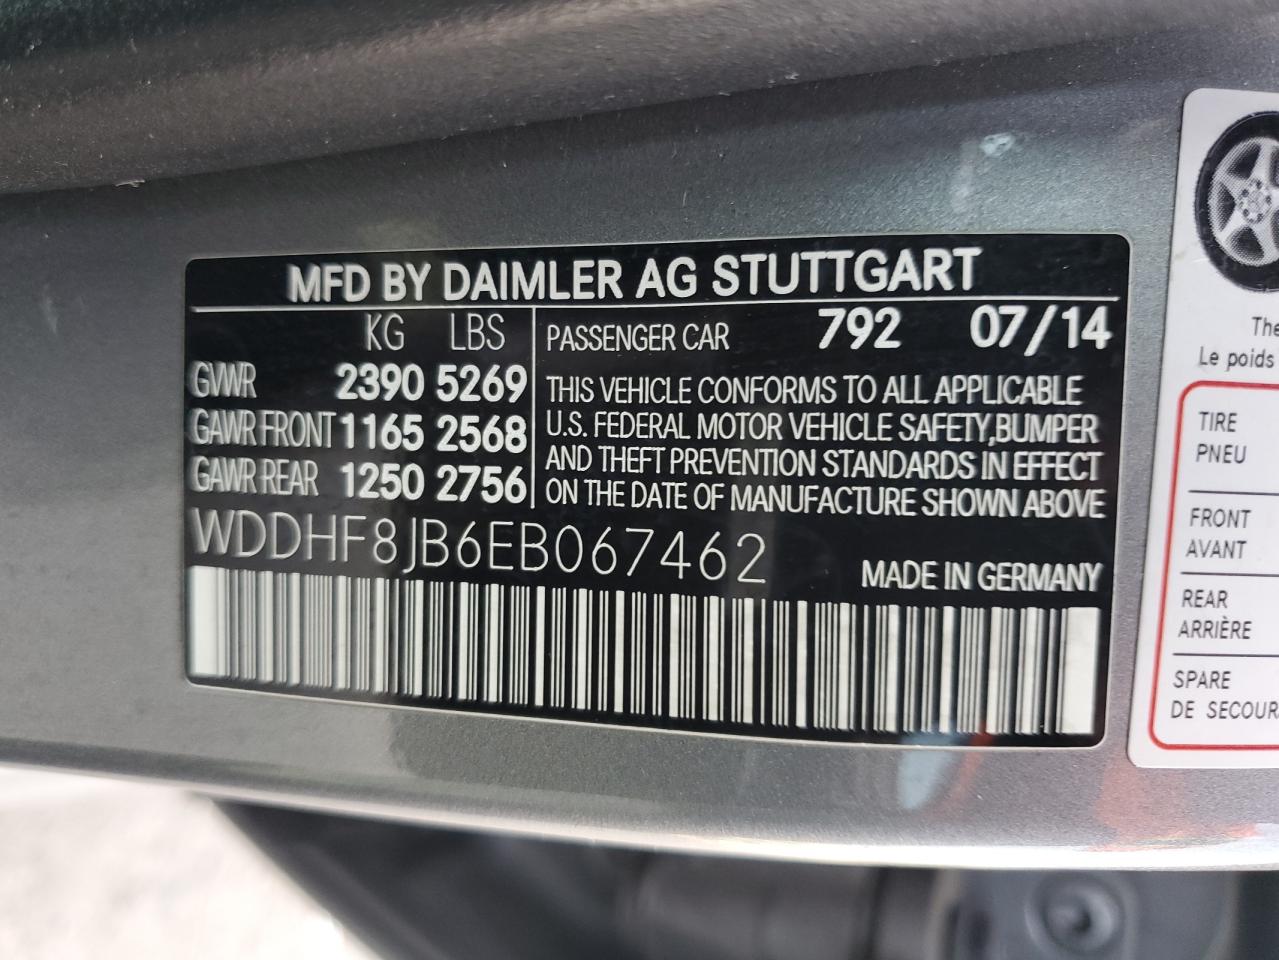 MFD BY DAIMLER AG STUTTGART
KG LBS
GVWR 2390 5269
GAWR FRONT 1165 2568
GAWR REAR 1250 2756
PASSENGER CAR 792 07/14
THIS VEHICLE CONFORMS TO ALL APPLICABLE
U.S. FEDERAL MOTOR VEHICLE SAFETY,BUMPER
AND THEFT PREVENTION STANDARDS IN EFFECT
ON THE DATE OF MANUFACTURE SHOWN ABOVE
WDDHF8JB6EB067462
MADE IN GERMANY
The
Le poids
TIRE
PNEU
FRONT
AVANT
REAR
ARRIÈRE
SPARE
DE SECOUR